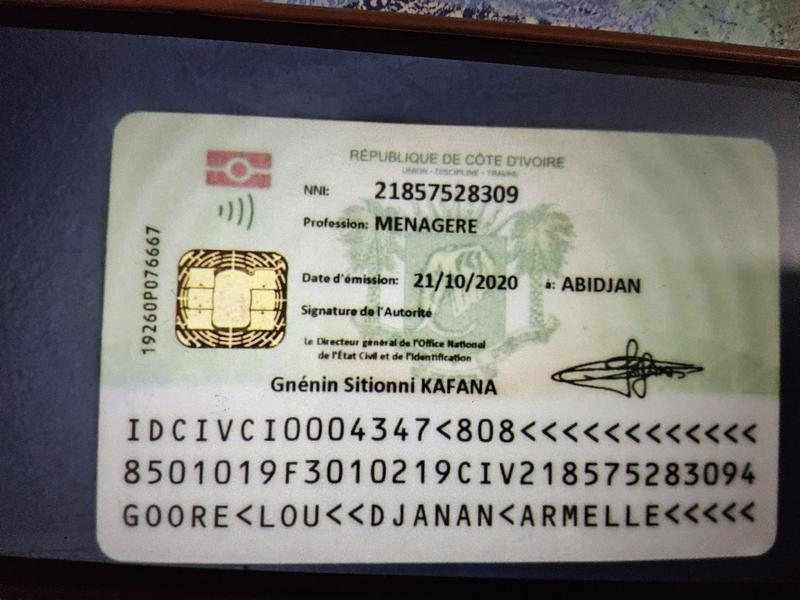 RÉPUBLIQUE DE CÔTE D'IVOIRE
UNION - DISCIPLINE - TRAVAIL
NNI: 21857528309
Profession: MENAGERE
19260P076667
Date d'émission: 21/10/2020 à: ABIDJAN
Signature de l'Autorité
Le Directeur général de l'Office National
de l'État Civil et de l'Identification
Gnénin Sitionni KAFANA
IDCIVCI0004347<808<<<<<<<<<<<<
8501019F3010219CIV218575283094
GOORE<LOU<<DJANAN<ARMELLE<<<<<